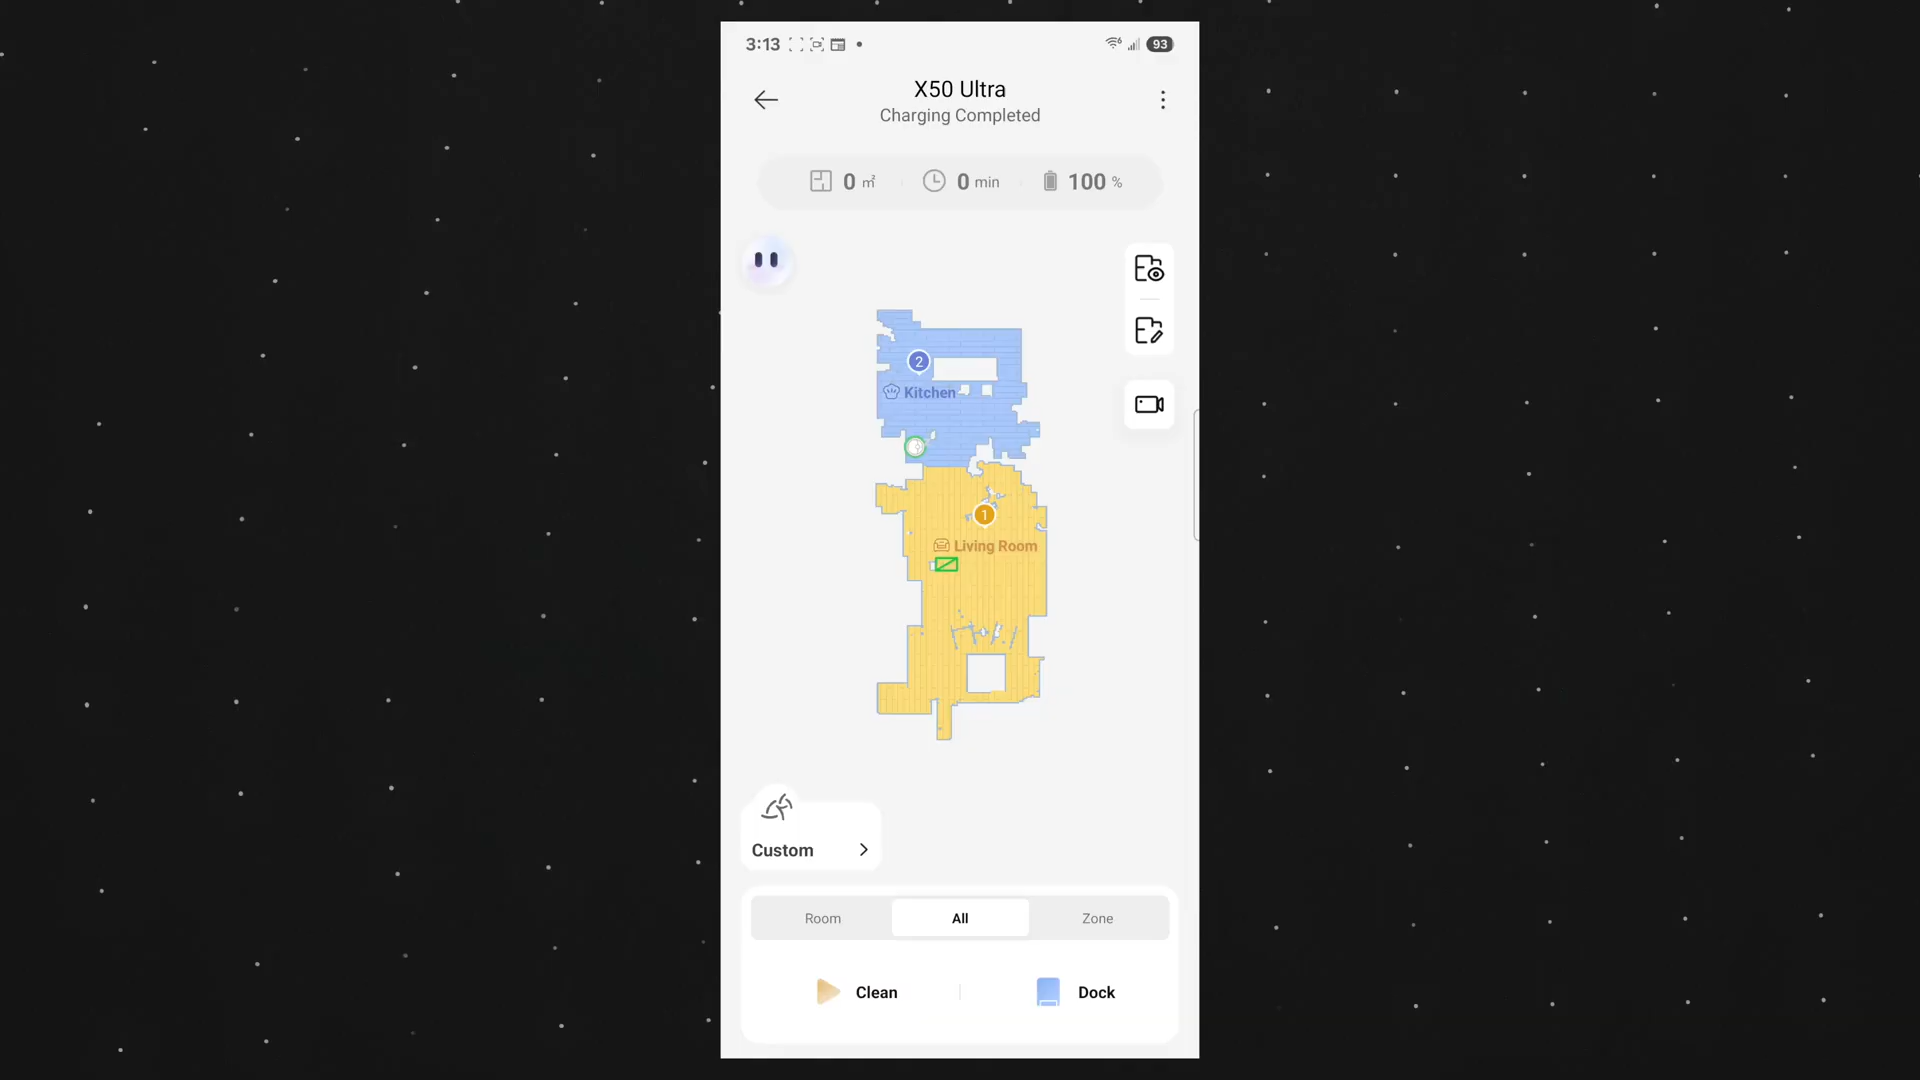 3:13
93
X50 Ultra
Charging Completed
0 ㎡
0 min
100 %
2
Kitchen
1
Living Room
Custom
Room
All
Zone
Clean
Dock